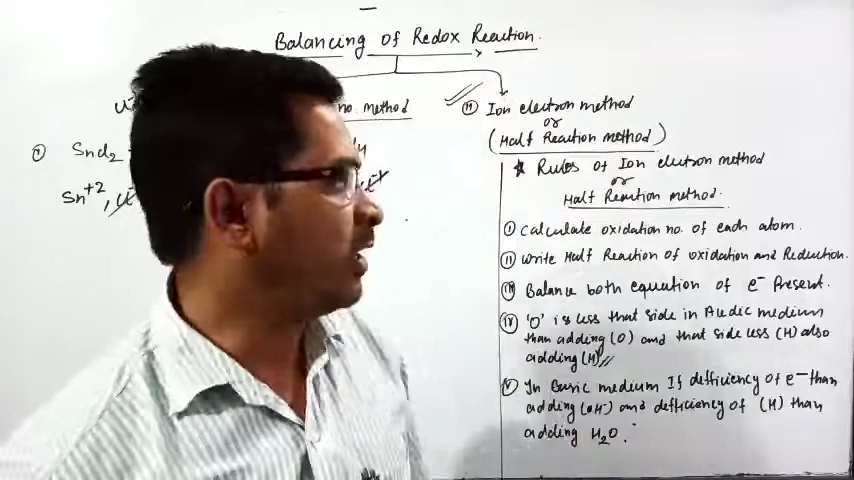 Balancing of Redox Reaction.
no. method
(I) SnCl2
Sn+2, Cl-
(II) Ion electron method
or
(Half Reaction method)
* Rules of Ion electron method
or
Half Reaction method.
(I) Calculate oxidation no. of each atom.
(II) Write Half Reaction of oxidation and Reduction.
(III) Balance both equation of e- Present.
(IV) 'O' is less that side in Acidic medium
than adding (O) and that side less (H) also
adding (H)
(V) In Basic medium If defficiency of e- than
adding (OH-) and defficiency of (H) than
adding H2O.